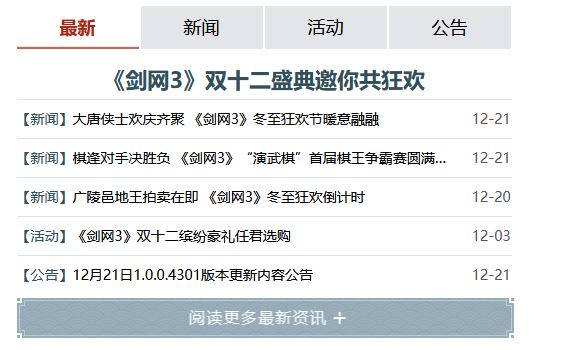 最新 新闻 活动 公告
《剑网3》双十二盛典邀你共狂欢
【新闻】大唐侠士欢庆齐聚 《剑网3》冬至狂欢节暖意融融 12-21
【新闻】棋逢对手决胜负 《剑网3》“演武棋”首届棋王争霸赛圆满... 12-21
【新闻】广陵邑地王拍卖在即 《剑网3》冬至狂欢倒计时 12-20
【活动】《剑网3》双十二缤纷豪礼任君选购 12-03
【公告】12月21日1.0.0.4301版本更新内容公告 12-21
阅读更多最新资讯 +